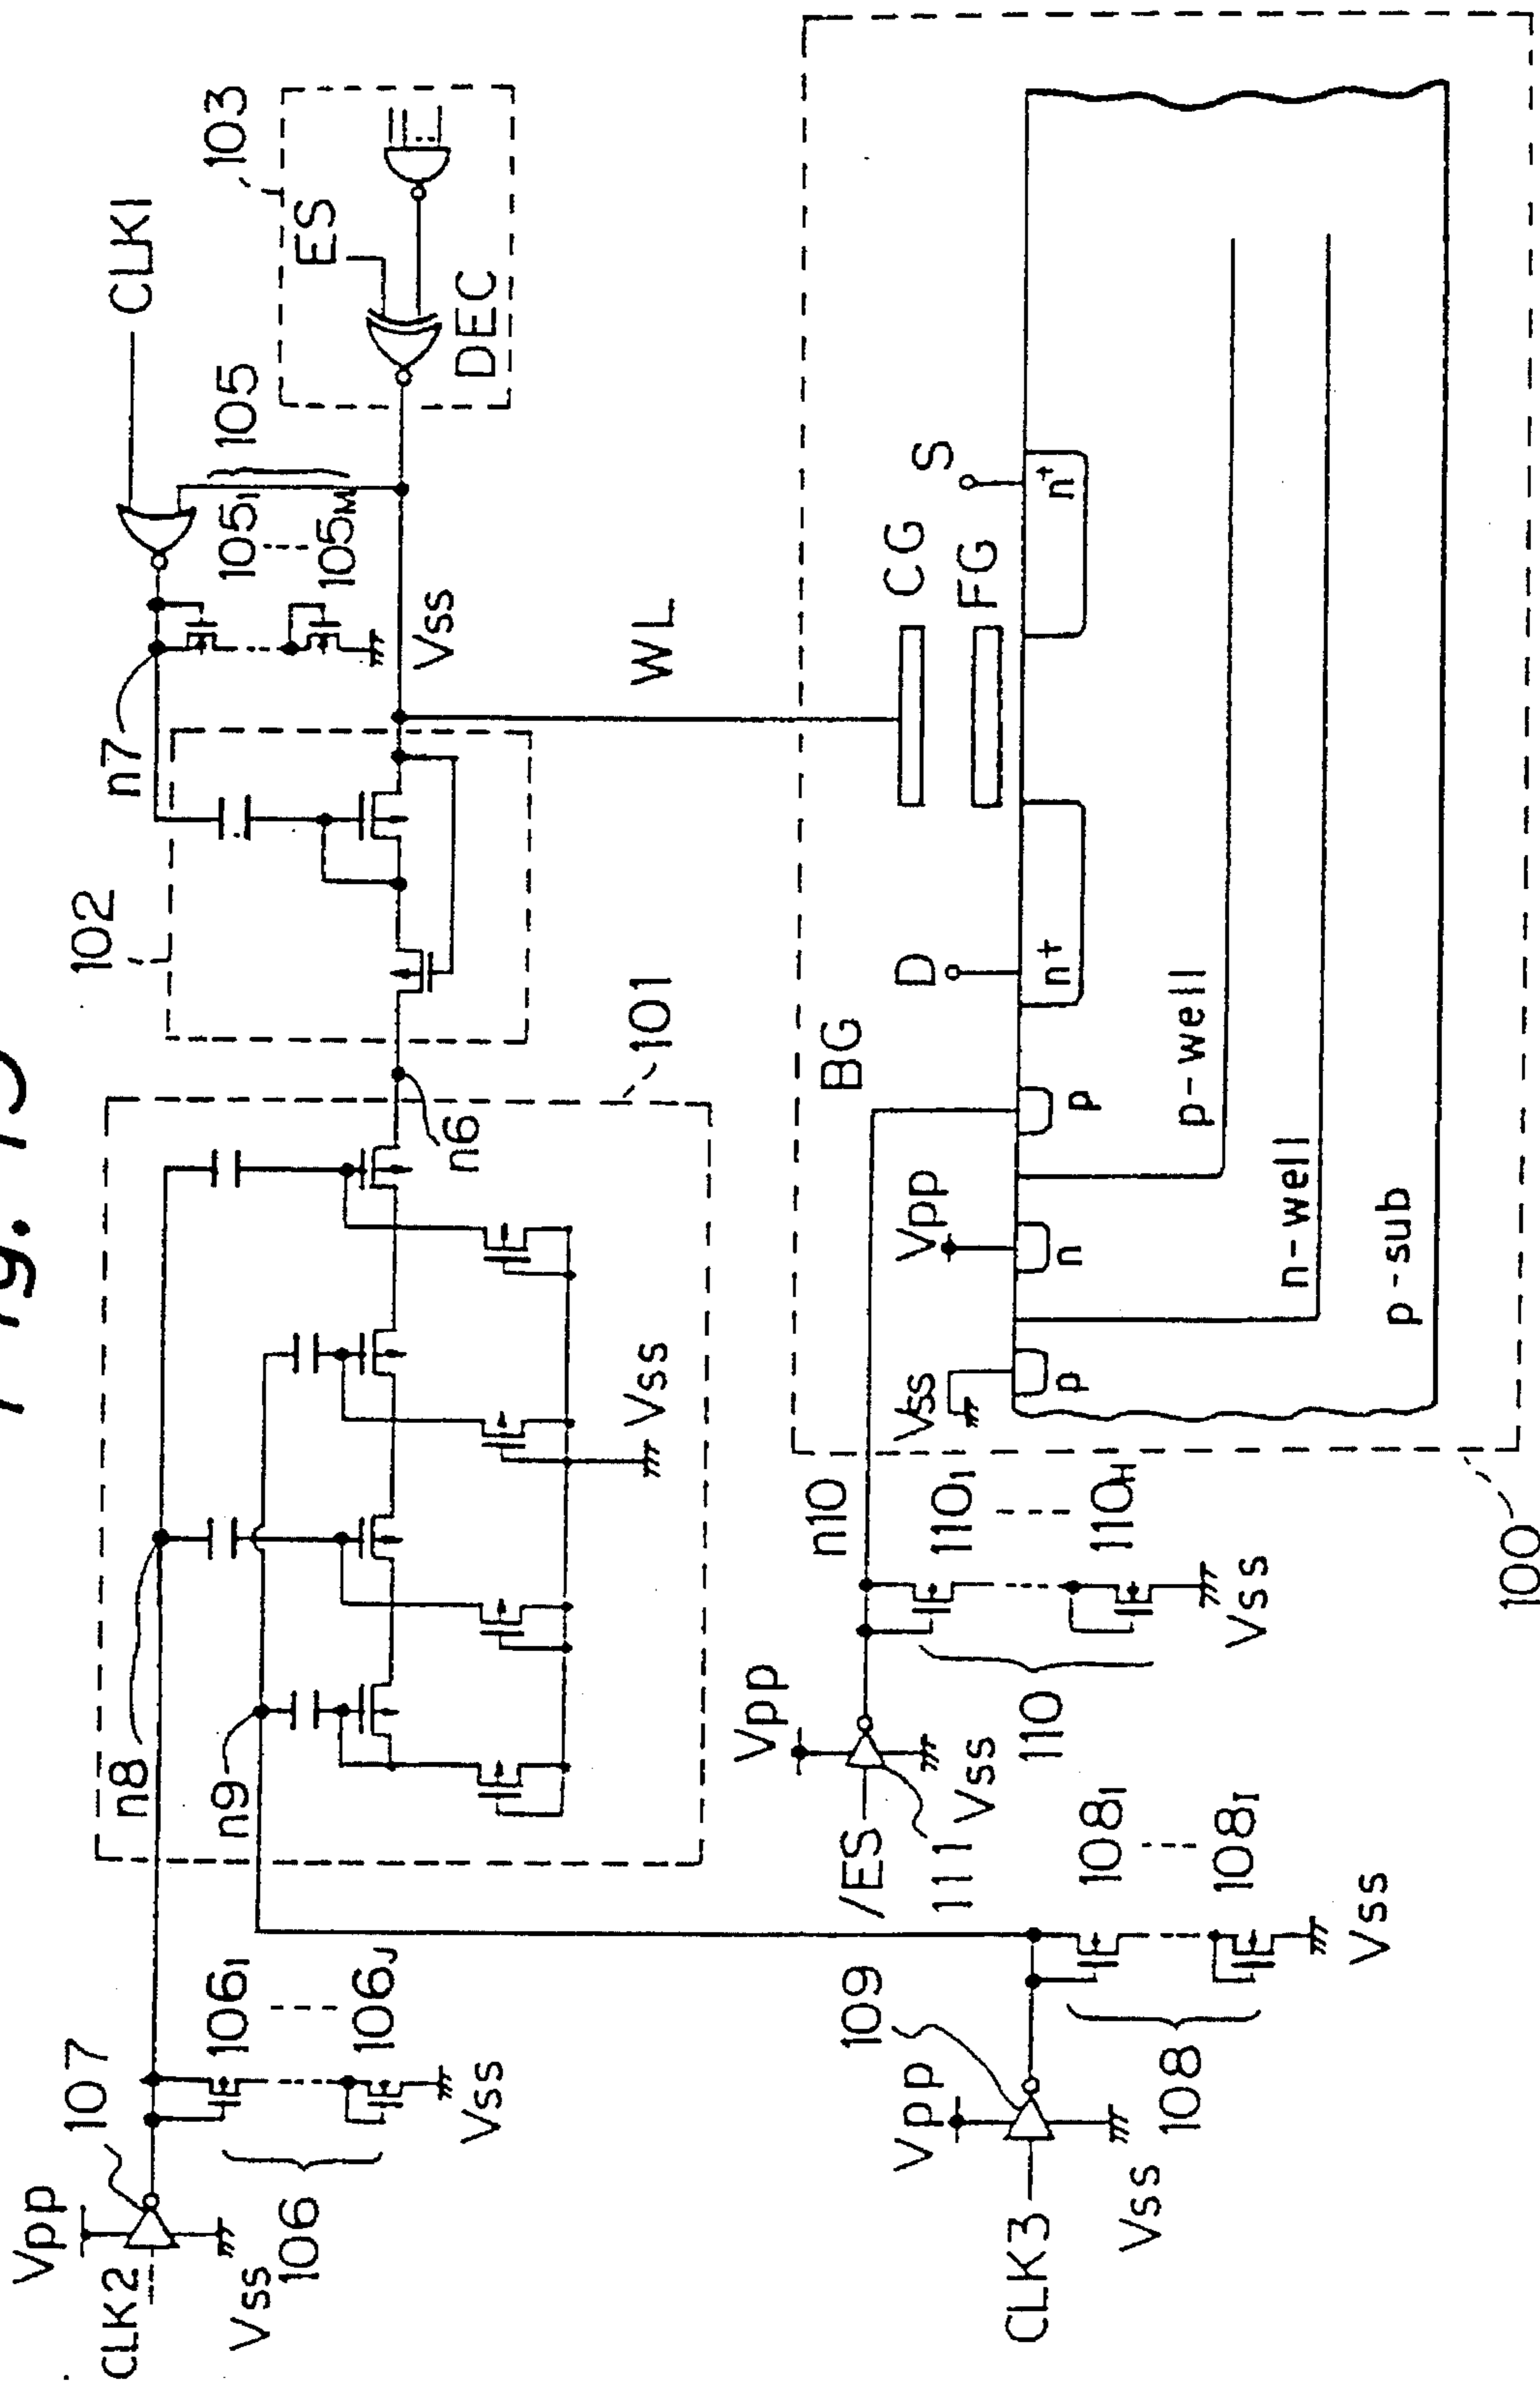 Fig.
Vpp
CLK2
107
Vss
106
106₁
106J
Vss
n8
n9
102
n7
CLK1
105
105₁
105M
103
ES
DEC
Vss
n6
101
Vss
WL
Vpp
/ES
111
Vss
110
n10
110₁
110H
Vss
Vpp
109
CLK3
Vss
108
108₁
108I
Vss
BG
Vss
Vpp
D
CG
FG
S
p
n
p
n+
n+
p-well
n-well
p-sub
100